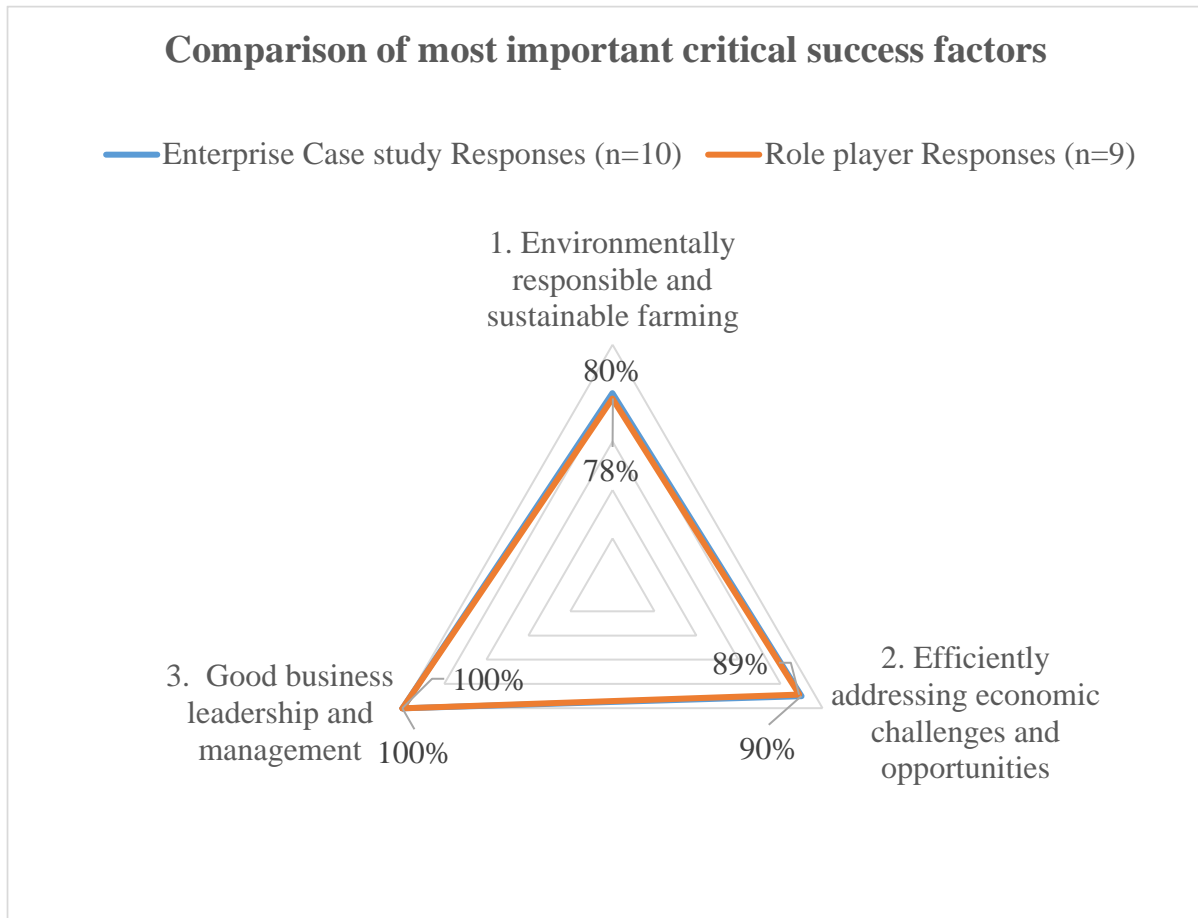 Comparison of most important critical success factors
Enterprise Case study Responses (n=10) Role player Responses (n=9)
1. Environmentally
responsible and
sustainable farming
80%
78%
89%
90%
2. Efficiently
addressing economic
challenges and
opportunities
3.  Good business
leadership and
management
100%
100%